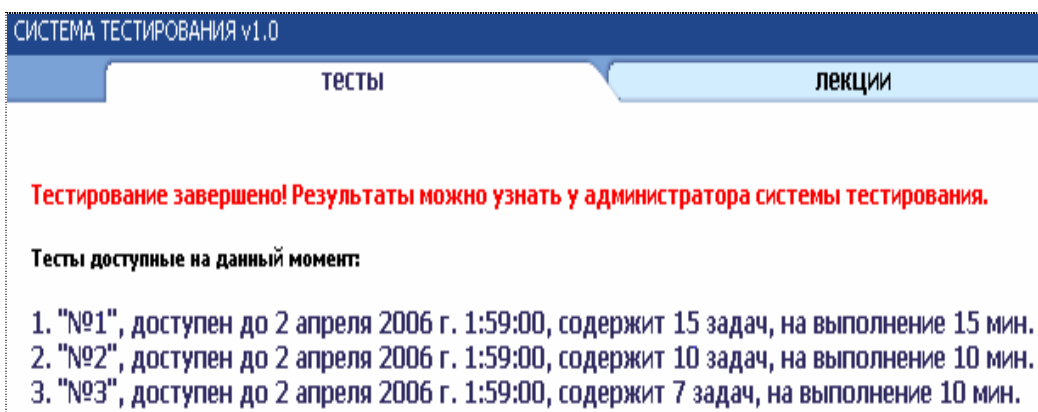 СИСТЕМА ТЕСТИРОВАНИЯ v1.0
тесты
лекции
Тестирование завершено! Результаты можно узнать у администратора системы тестирования.
Тесты доступные на данный момент:
1. "№1", доступен до 2 апреля 2006 г. 1:59:00, содержит 15 задач, на выполнение 15 мин.
2. "№2", доступен до 2 апреля 2006 г. 1:59:00, содержит 10 задач, на выполнение 10 мин.
3. "№3", доступен до 2 апреля 2006 г. 1:59:00, содержит 7 задач, на выполнение 10 мин.